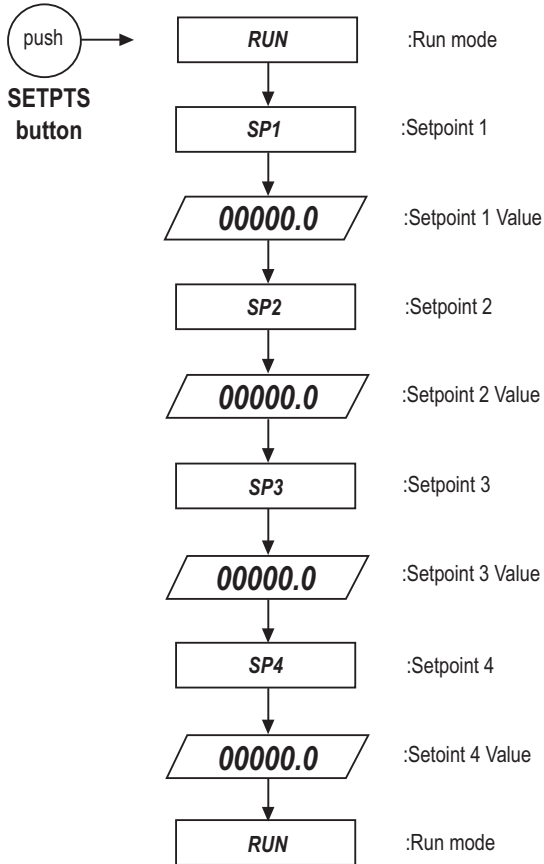 push
RUN :Run mode
SETPTS
button
SP1 :Setpoint 1
00000.0 :Setpoint 1 Value
SP2 :Setpoint 2
00000.0 :Setpoint 2 Value
SP3 :Setpoint 3
00000.0 :Setpoint 3 Value
SP4 :Setpoint 4
00000.0 :Setoint 4 Value
RUN :Run mode